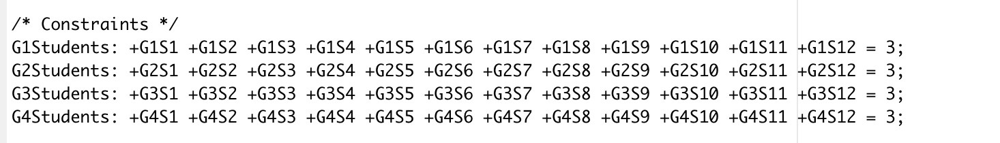 /* Constraints */
G1Students: +G1S1 +G1S2 +G1S3 +G1S4 +G1S5 +G1S6 +G1S7 +G1S8 +G1S9 +G1S10 +G1S11 +G1S12 = 3;
G2Students: +G2S1 +G2S2 +G2S3 +G2S4 +G2S5 +G2S6 +G2S7 +G2S8 +G2S9 +G2S10 +G2S11 +G2S12 = 3;
G3Students: +G3S1 +G3S2 +G3S3 +G3S4 +G3S5 +G3S6 +G3S7 +G3S8 +G3S9 +G3S10 +G3S11 +G3S12 = 3;
G4Students: +G4S1 +G4S2 +G4S3 +G4S4 +G4S5 +G4S6 +G4S7 +G4S8 +G4S9 +G4S10 +G4S11 +G4S12 = 3;